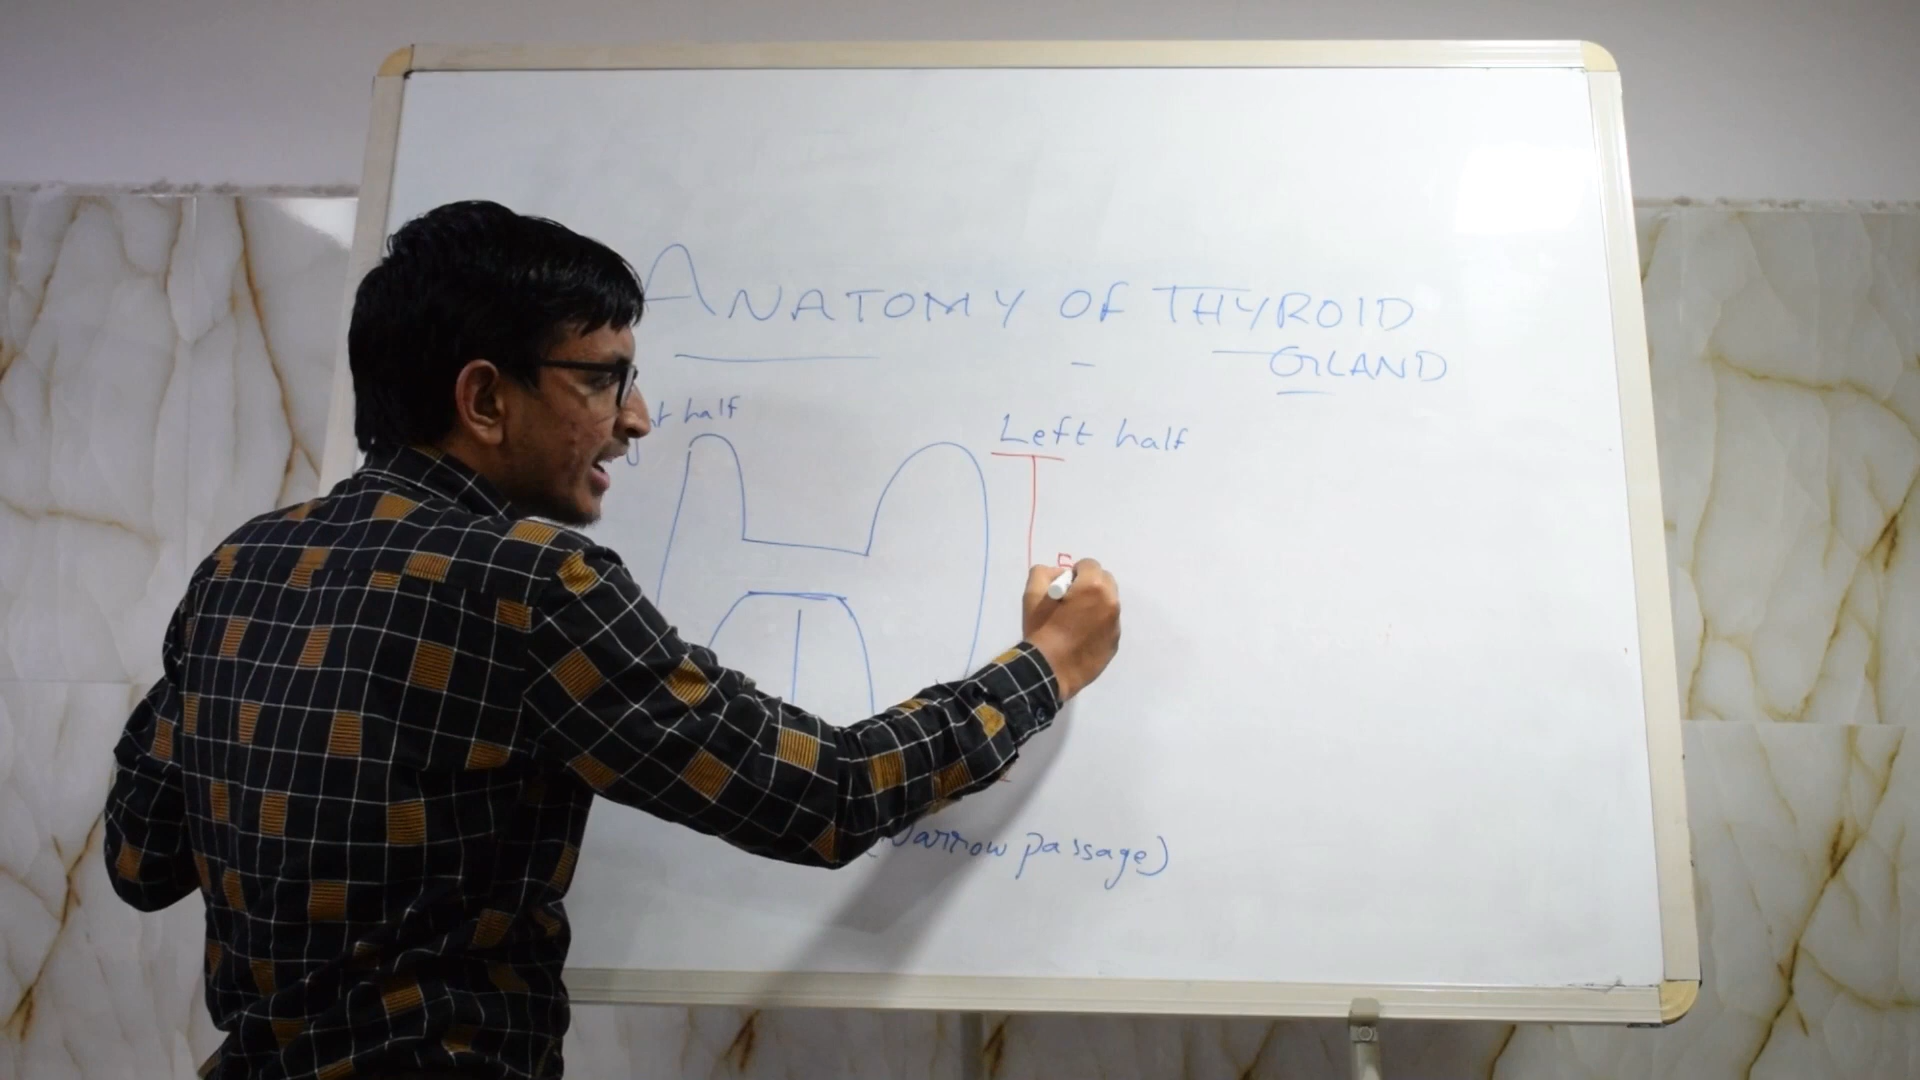 ANATOMY OF THYROID
GLAND
half
Left half
(Narrow passage)